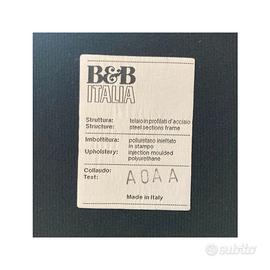 B&B
ITALIA
Struttura: telaio in profilati d'acciaio
Structure: steel sections frame
Imbottitura: poliuretano iniettato
in stampo
Upholstery: injection moulded
polyurethane
Collaudo:
Test: A0AA
Made in Italy
subito